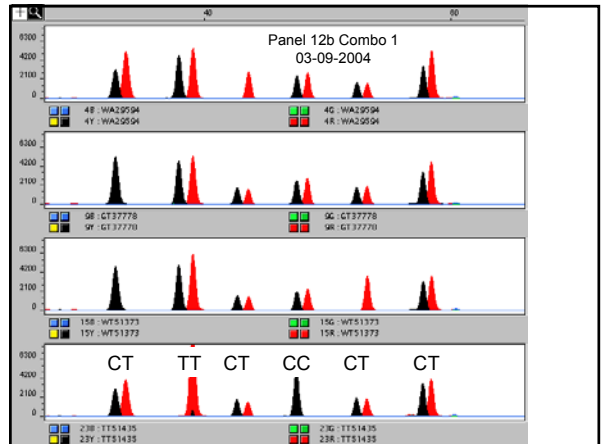 40 60
Panel 12b Combo 1
03-09-2004
6300
4200
2100
0
4B : WA29594 4G : WA29594
4Y : WA29594 4R : WA29594
6300
4200
2100
0
9B : GT37778 9G : GT37778
9Y : GT37778 9R : GT37778
6300
4200
2100
0
15B : WT51373 15G : WT51373
15Y : WT51373 15R : WT51373
6300
4200
2100
0
CT TT CT CC CT CT
23B : TT51435 23G : TT51435
23Y : TT51435 23R : TT51435